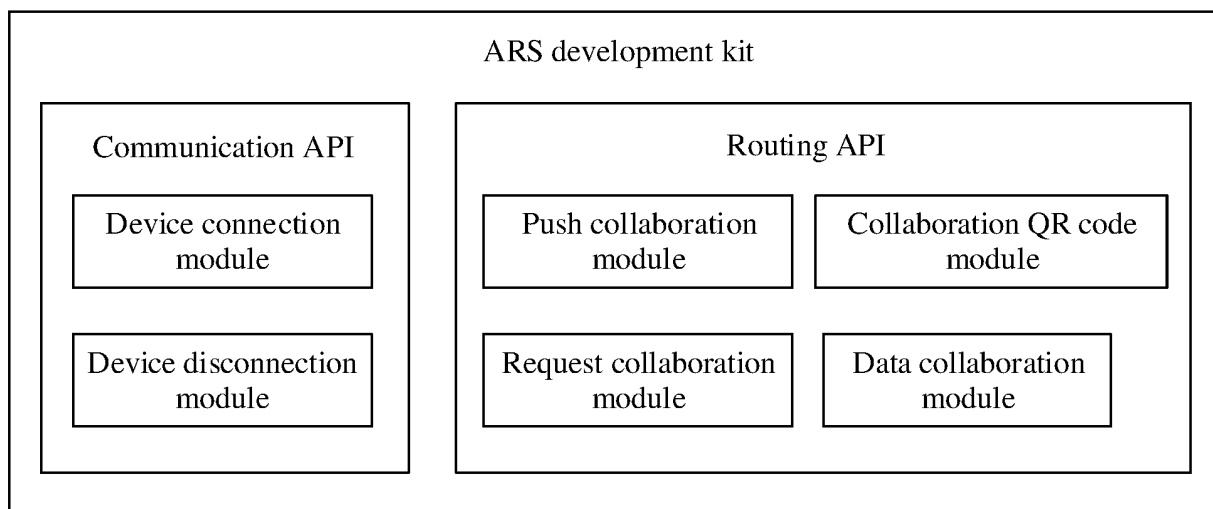 ARS development kit
Communication API
Device connection
module
Device disconnection
module
Routing API
Push collaboration
module
Collaboration QR code
module
Request collaboration
module
Data collaboration
module